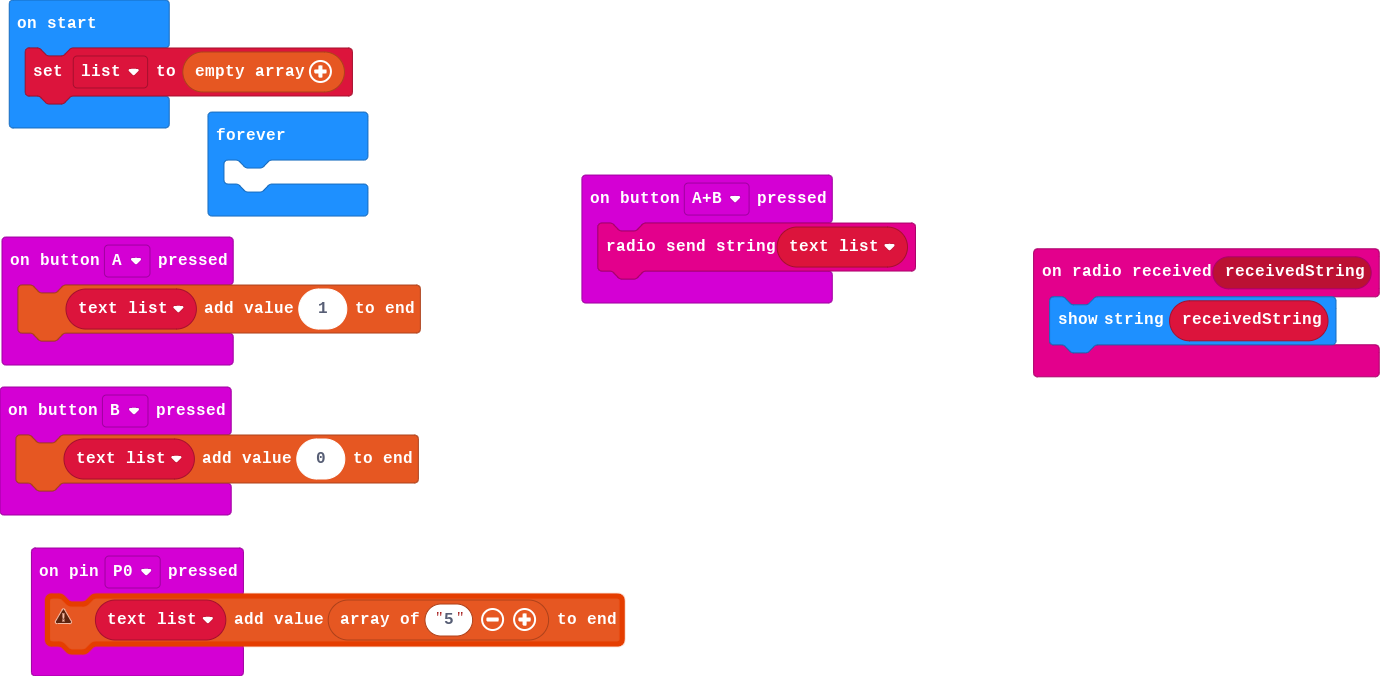 on start
set list to empty array
forever
on button A pressed
text list add value 1 to end
on button B pressed
text list add value 0 to end
on pin P0 pressed
text list add value array of "5" to end
on button A+B pressed
radio send string text list
on radio received receivedString
show string receivedString